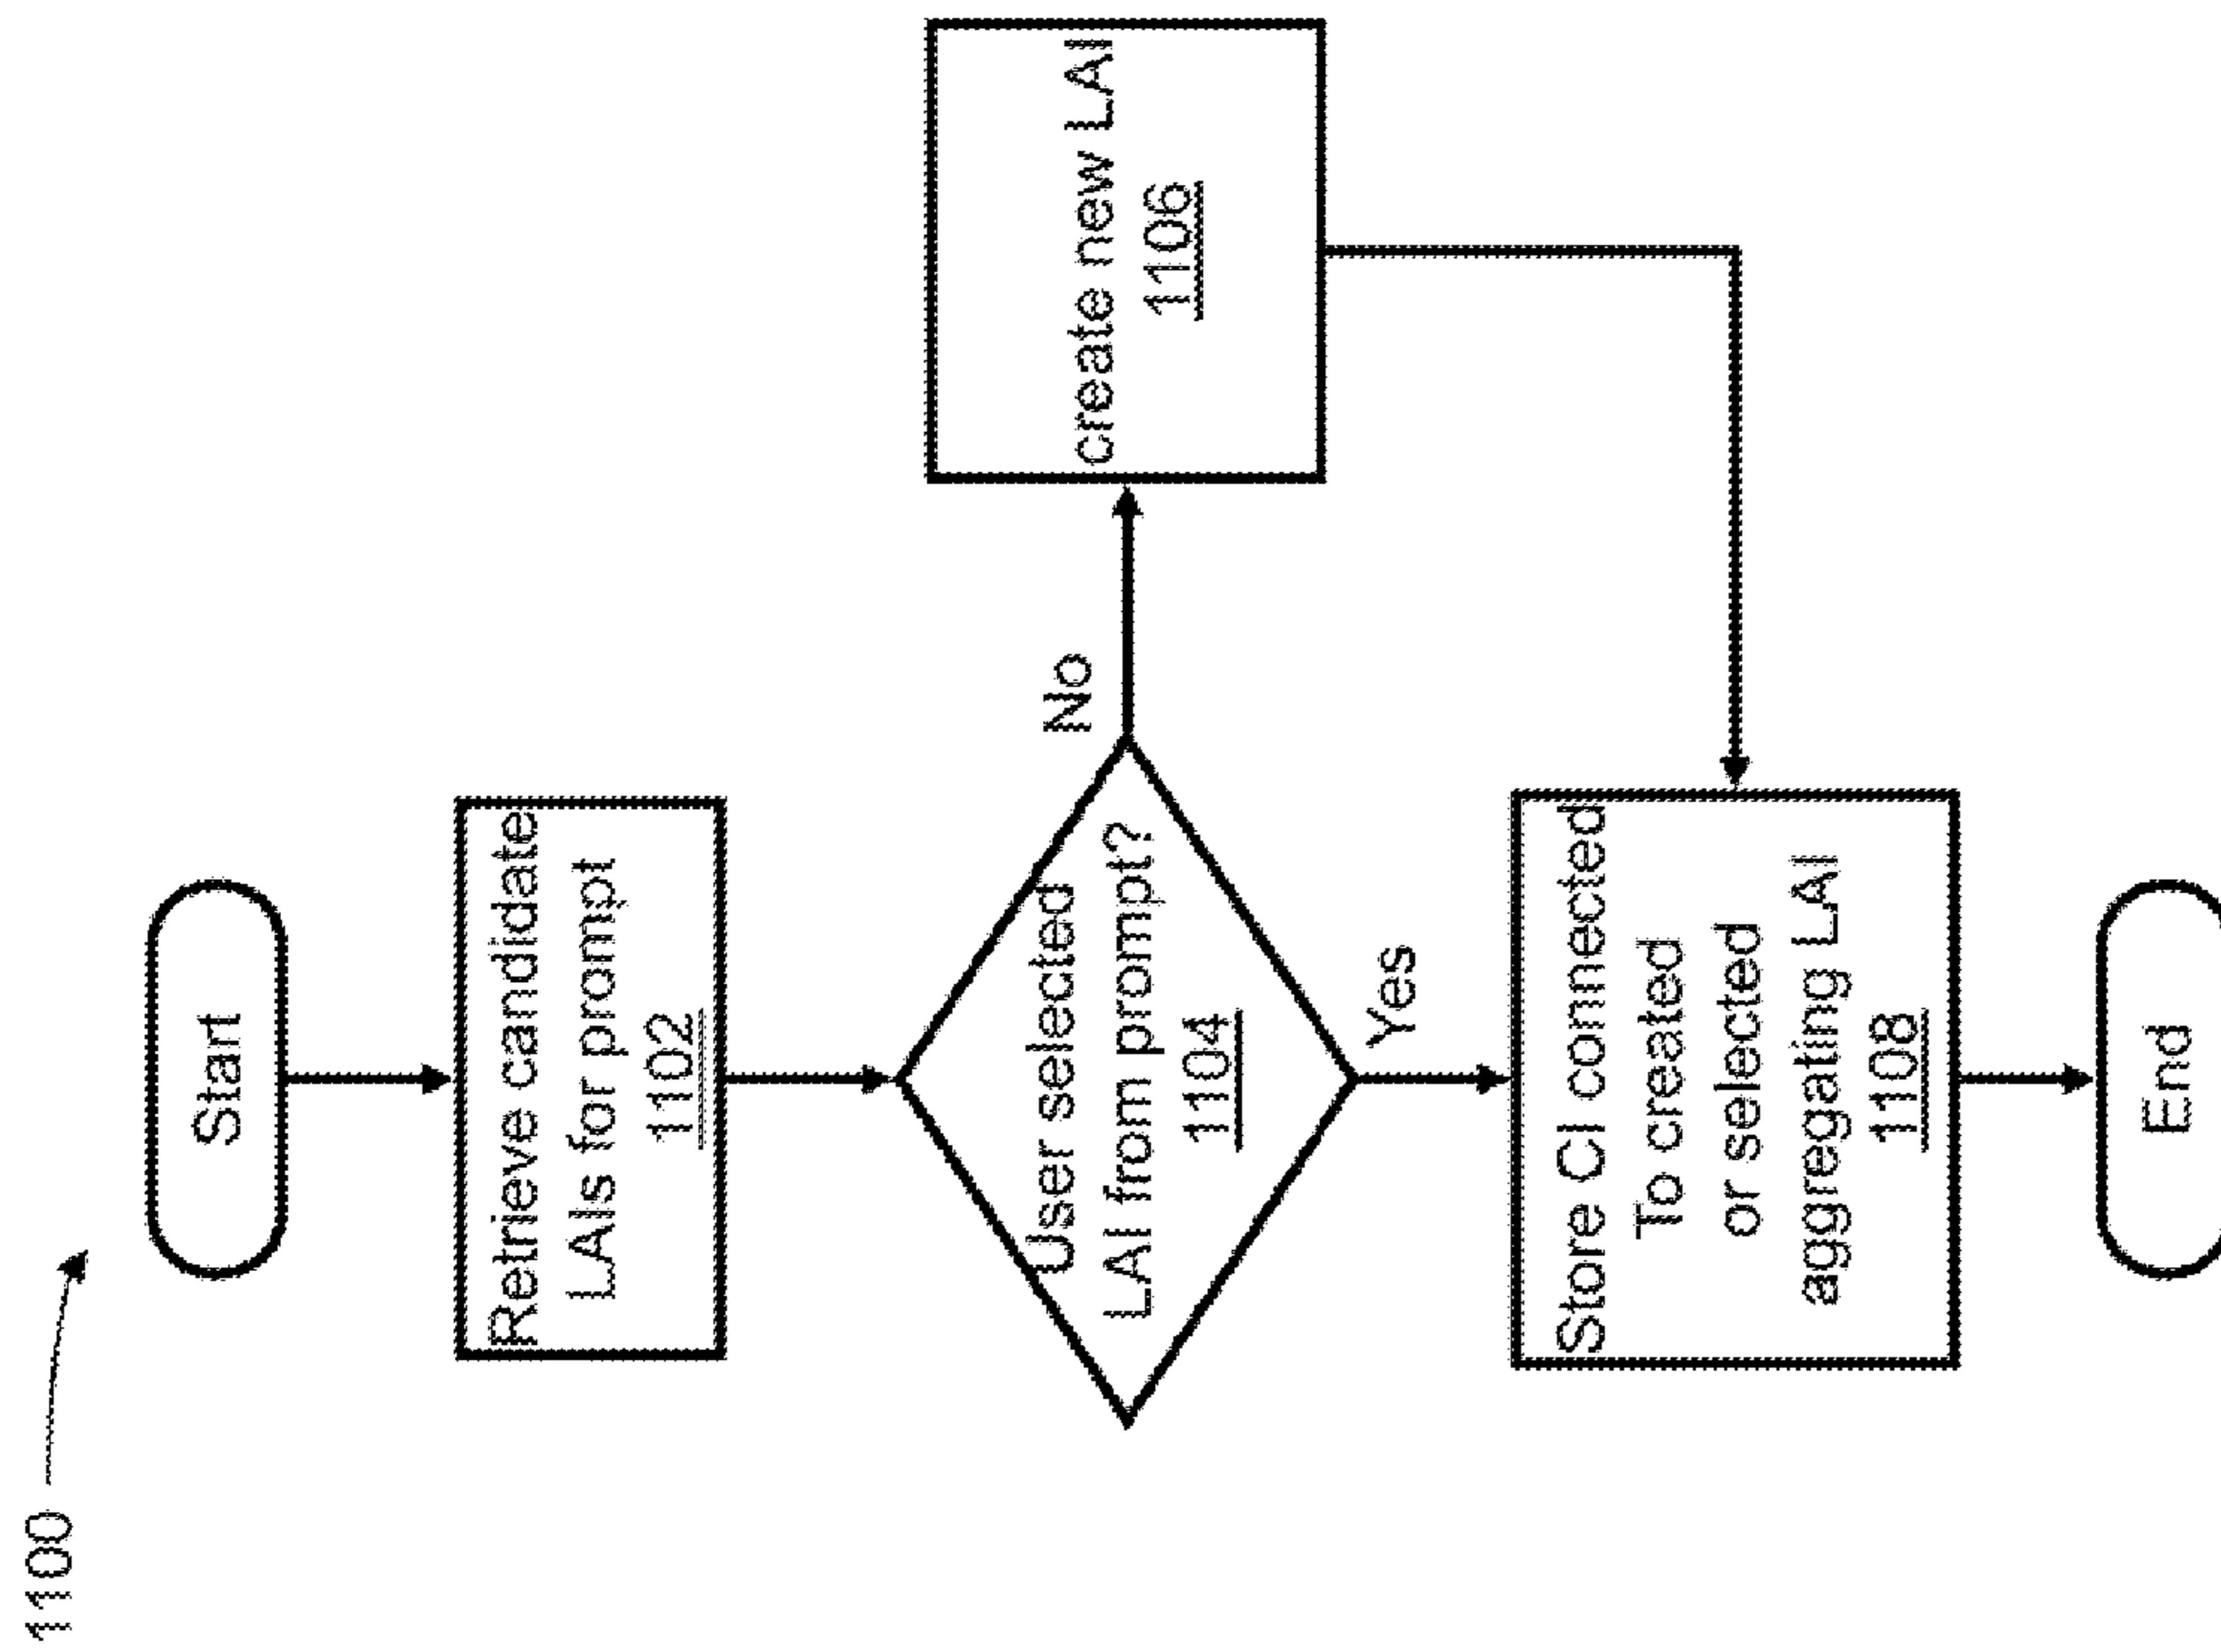 1100
Start
Retrieve candidate
LAIs for prompt
1102
User selected
LAI from prompt?
1104
No
create new LAI
1106
Yes
Store CI connected
To created
or selected
aggregating LAI
1108
End